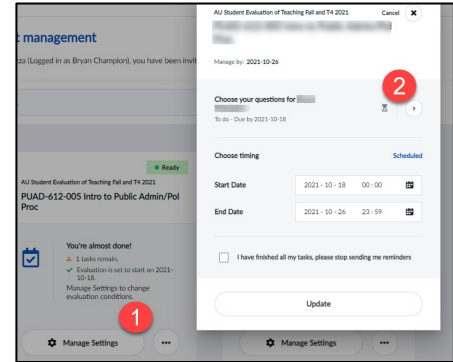 t management
za (Logged in as Bryan Champion), you have been invit
Ready
AU Student Evaluation of Teaching Fall and T4 2021
PUAD-612-005 Intro to Public Admin/Pol
Proc
You're almost done!
1 tasks remain.
Evaluation is set to start on 2021-
10-18.
Manage Settings to change
evaluation conditions.
1
Manage Settings
AU Student Evaluation of Teaching Fall and T4 2021
Cancel
Manage by: 2021-10-26
2
Choose your questions for
To do - Due by 2021-10-18
Choose timing
Scheduled
Start Date
2021 - 10 - 18 00 : 00
End Date
2021 - 10 - 26 23 : 59
I have finished all my tasks, please stop sending me reminders
Update
Manage Settings